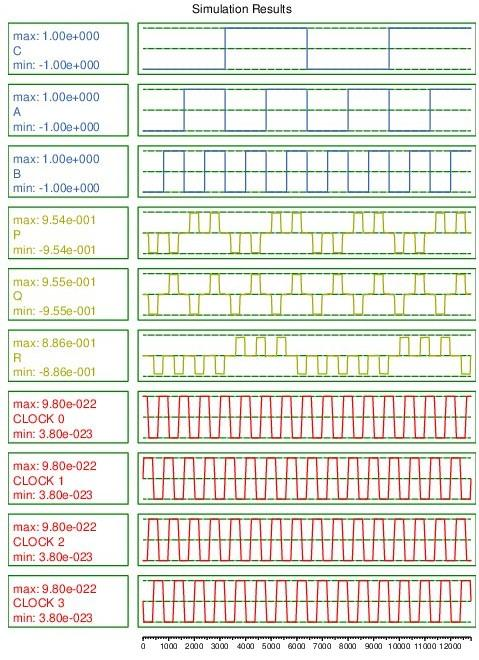 Simulation Results
max: 1.00e+000
C
min: -1.00e+000
max: 1.00e+000
A
min: -1.00e+000
max: 1.00e+000
B
min: -1.00e+000
max: 9.54e-001
P
min: -9.54e-001
max: 9.55e-001
Q
min: -9.55e-001
max: 8.86e-001
R
min: -8.86e-001
max: 9.80e-022
CLOCK 0
min: 3.80e-023
max: 9.80e-022
CLOCK 1
min: 3.80e-023
max: 9.80e-022
CLOCK 2
min: 3.80e-023
max: 9.80e-022
CLOCK 3
min: 3.80e-023
0 1000 2000 3000 4000 5000 6000 7000 8000 9000 10000 11000 12000